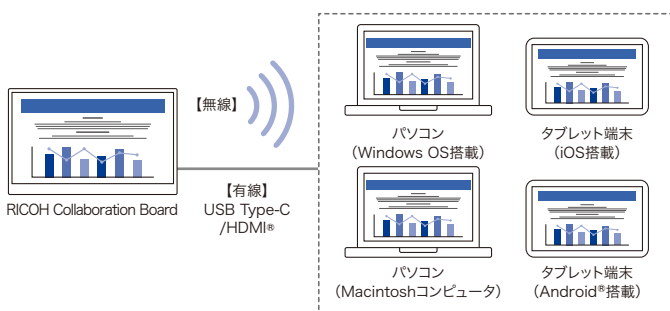 【無線】
RICOH Collaboration Board
【有線】
USB Type-C
/HDMI®
パソコン
（Windows OS搭載）
タブレット端末
（iOS搭載）
パソコン
（Macintoshコンピュータ）
タブレット端末
（Android®搭載）